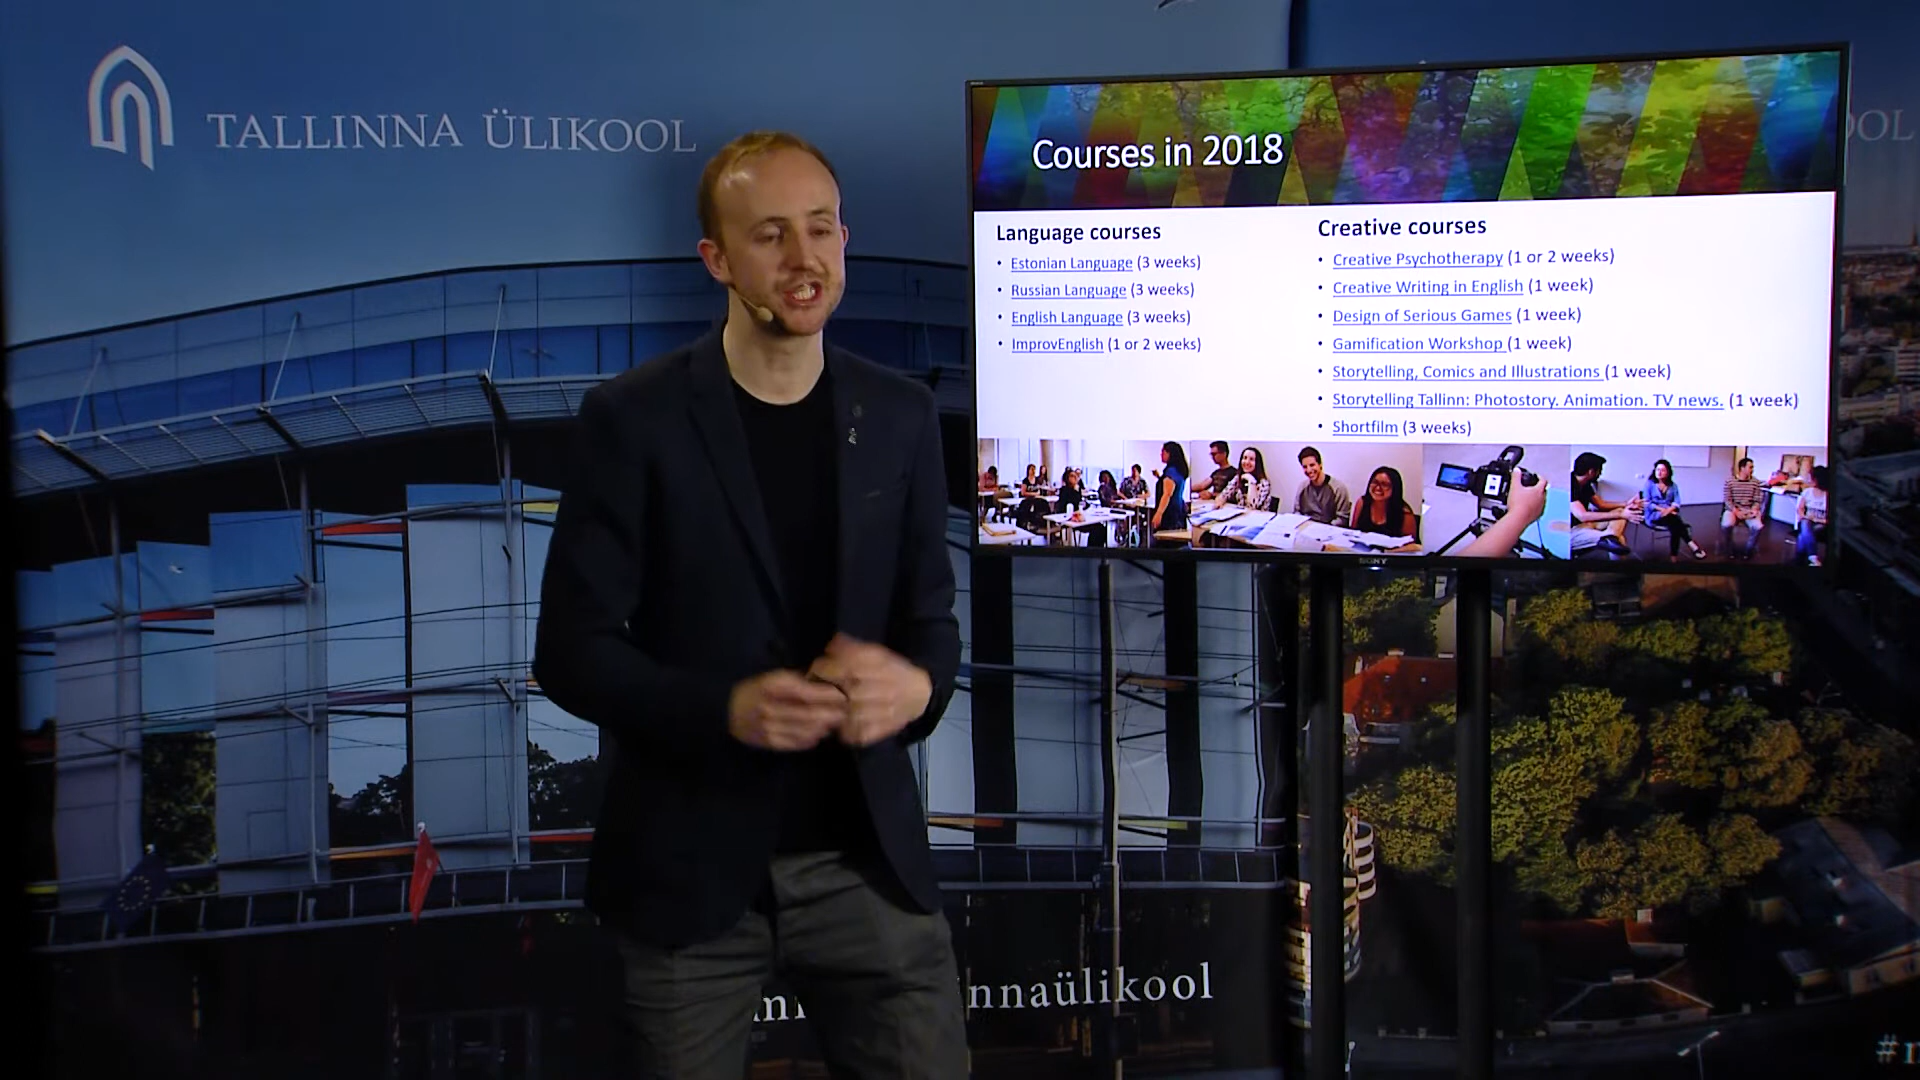 TALLINNA ÜLIKOOL
OOL
Courses in 2018
Language courses
• Estonian Language (3 weeks)
• Russian Language (3 weeks)
• English Language (3 weeks)
• ImprovEnglish (1 or 2 weeks)
Creative courses
• Creative Psychotherapy (1 or 2 weeks)
• Creative Writing in English (1 week)
• Design of Serious Games (1 week)
• Gamification Workshop (1 week)
• Storytelling, Comics and Illustrations (1 week)
• Storytelling Tallinn: Photostory. Animation. TV news. (1 week)
• Shortfilm (3 weeks)
SONY
innaülikool
#